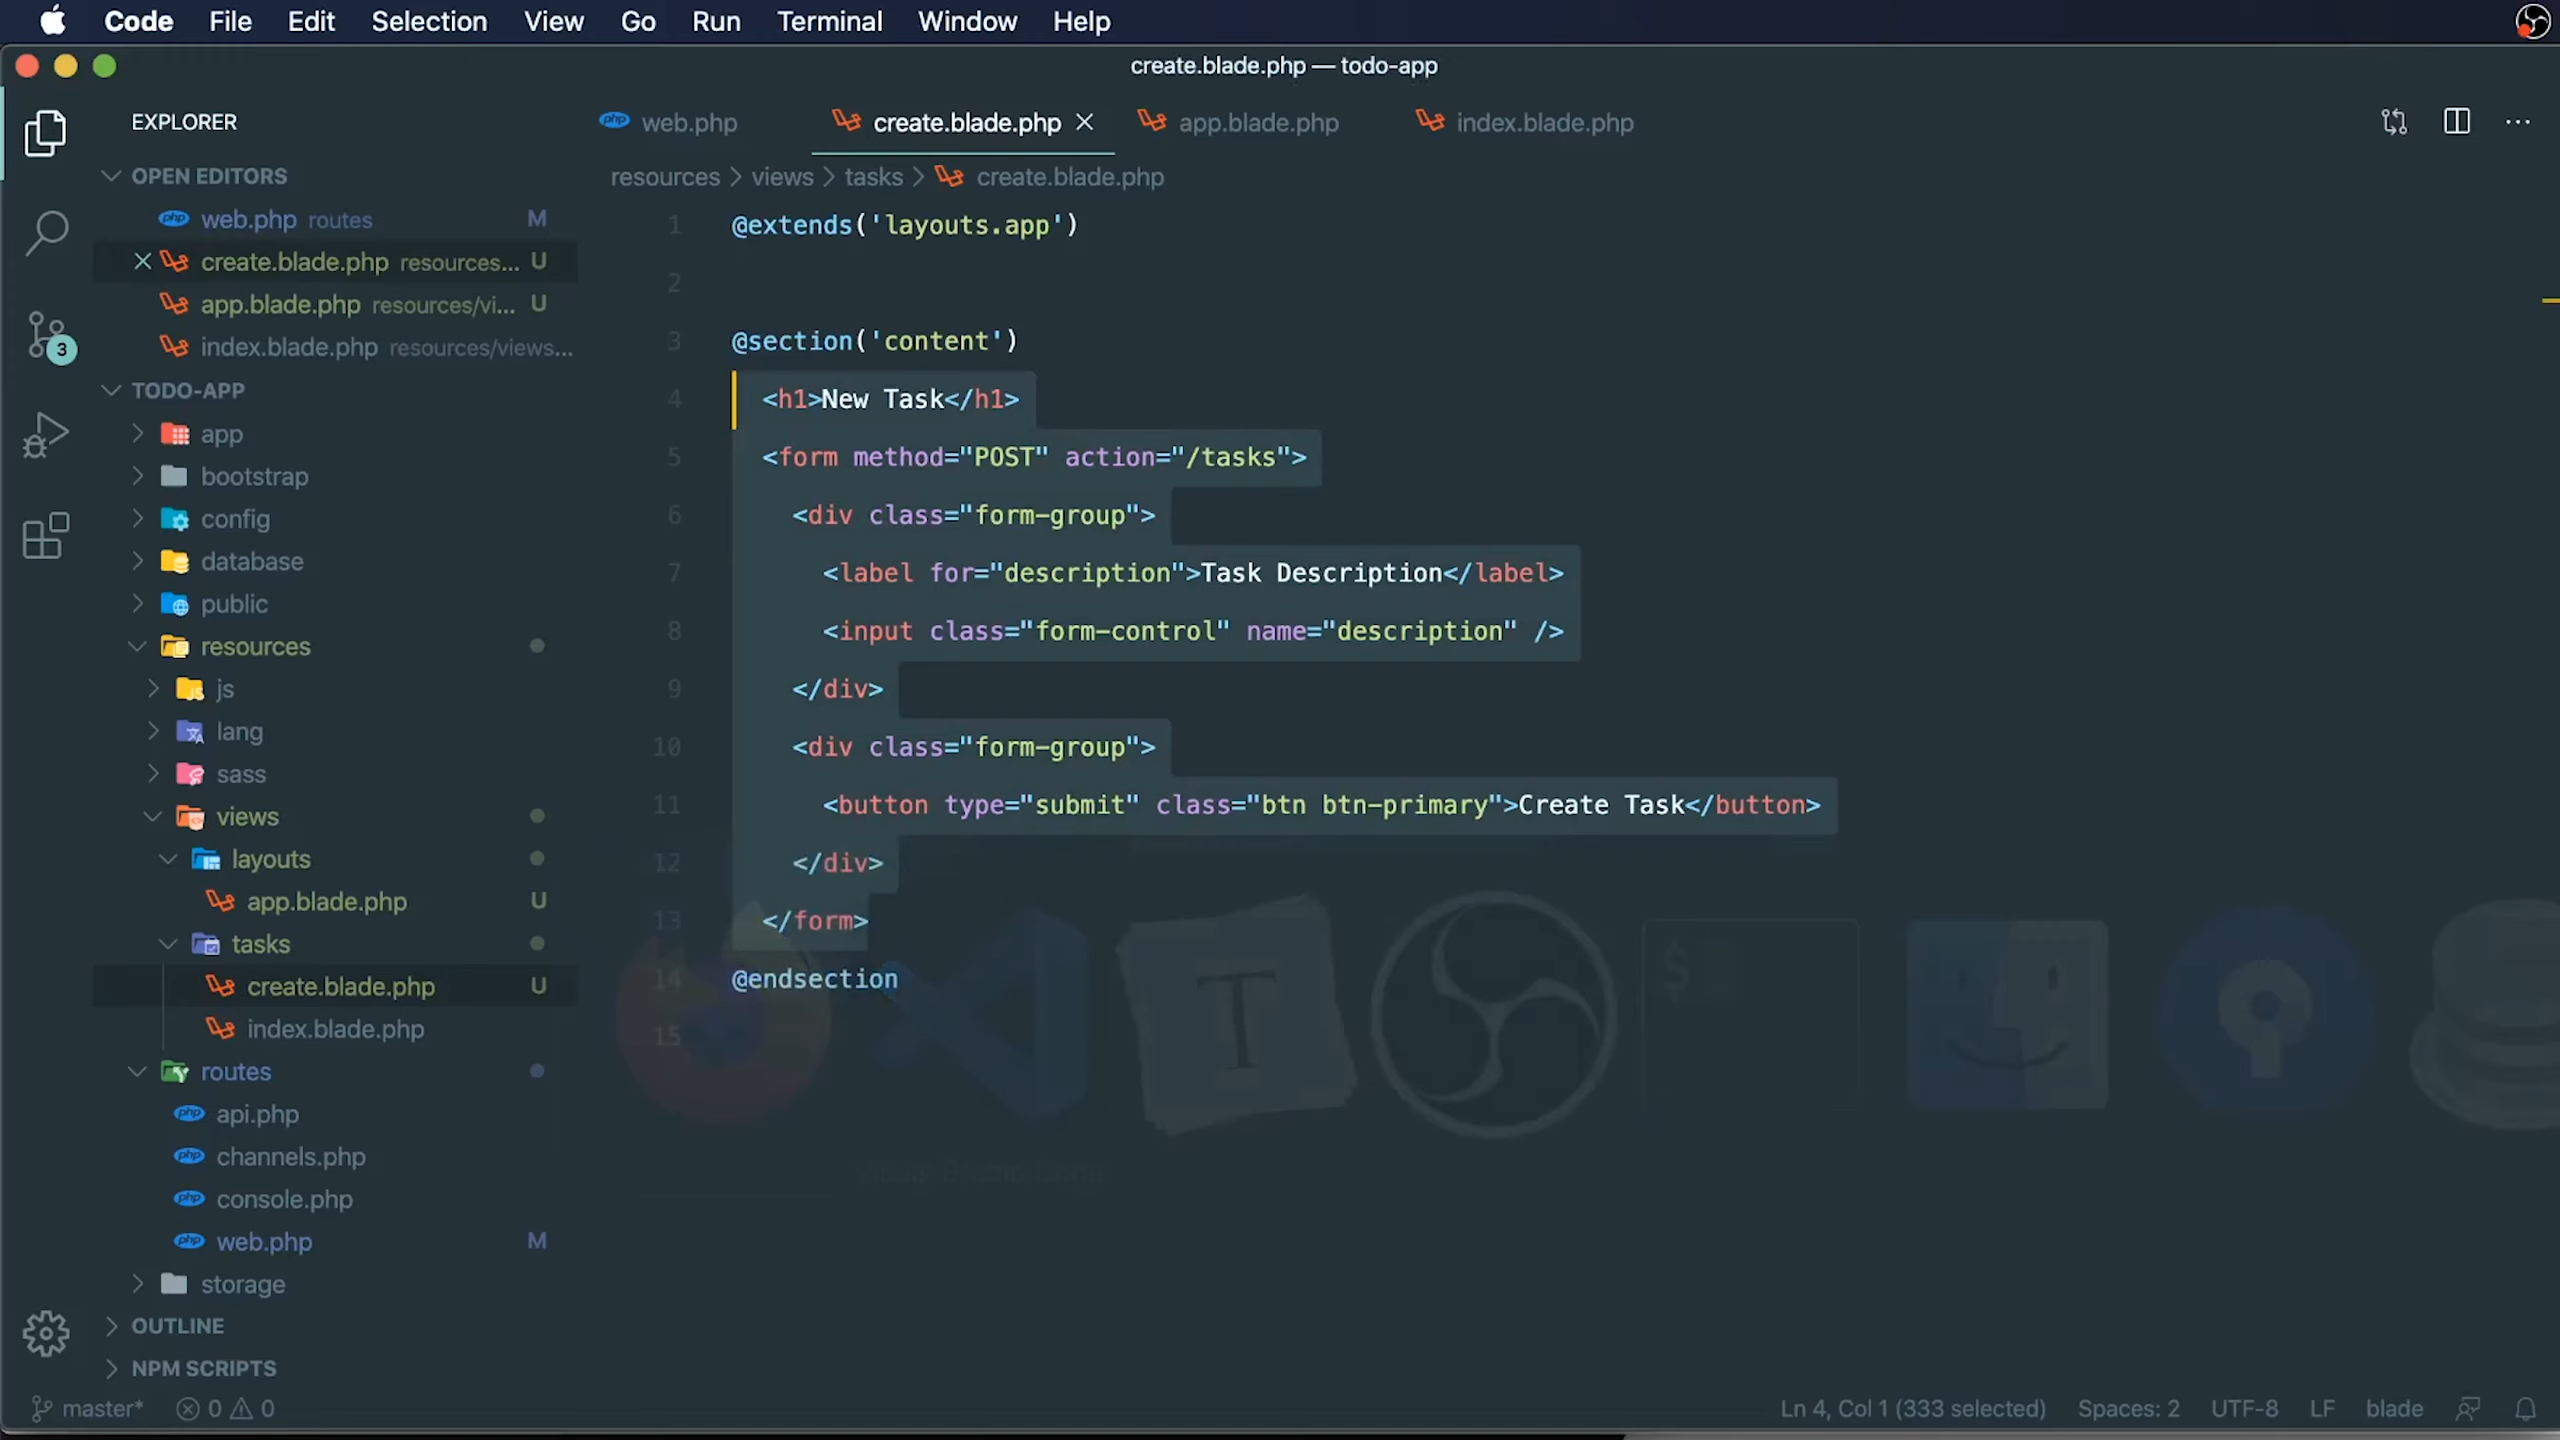 Code File Edit Selection View Go Run Terminal Window Help
create.blade.php — todo-app
EXPLORER
OPEN EDITORS
web.php routes M
create.blade.php resources... U
app.blade.php resources/vi... U
index.blade.php resources/views...
TODO-APP
app
bootstrap
config
database
public
resources
js
lang
sass
views
layouts
app.blade.php U
tasks
create.blade.php U
index.blade.php
routes
api.php
channels.php
console.php
web.php M
storage
OUTLINE
NPM SCRIPTS
3
web.php create.blade.php app.blade.php index.blade.php
resources > views > tasks > create.blade.php
1 @extends('layouts.app')
2
3 @section('content')
4 <h1>New Task</h1>
5 <form method="POST" action="/tasks">
6 <div class="form-group">
7 <label for="description">Task Description</label>
8 <input class="form-control" name="description" />
9 </div>
10 <div class="form-group">
11 <button type="submit" class="btn btn-primary">Create Task</button>
12 </div>
13 </form>
14 @endsection
15
T
$
master* 0 0 Ln 4, Col 1 (333 selected) Spaces: 2 UTF-8 LF blade